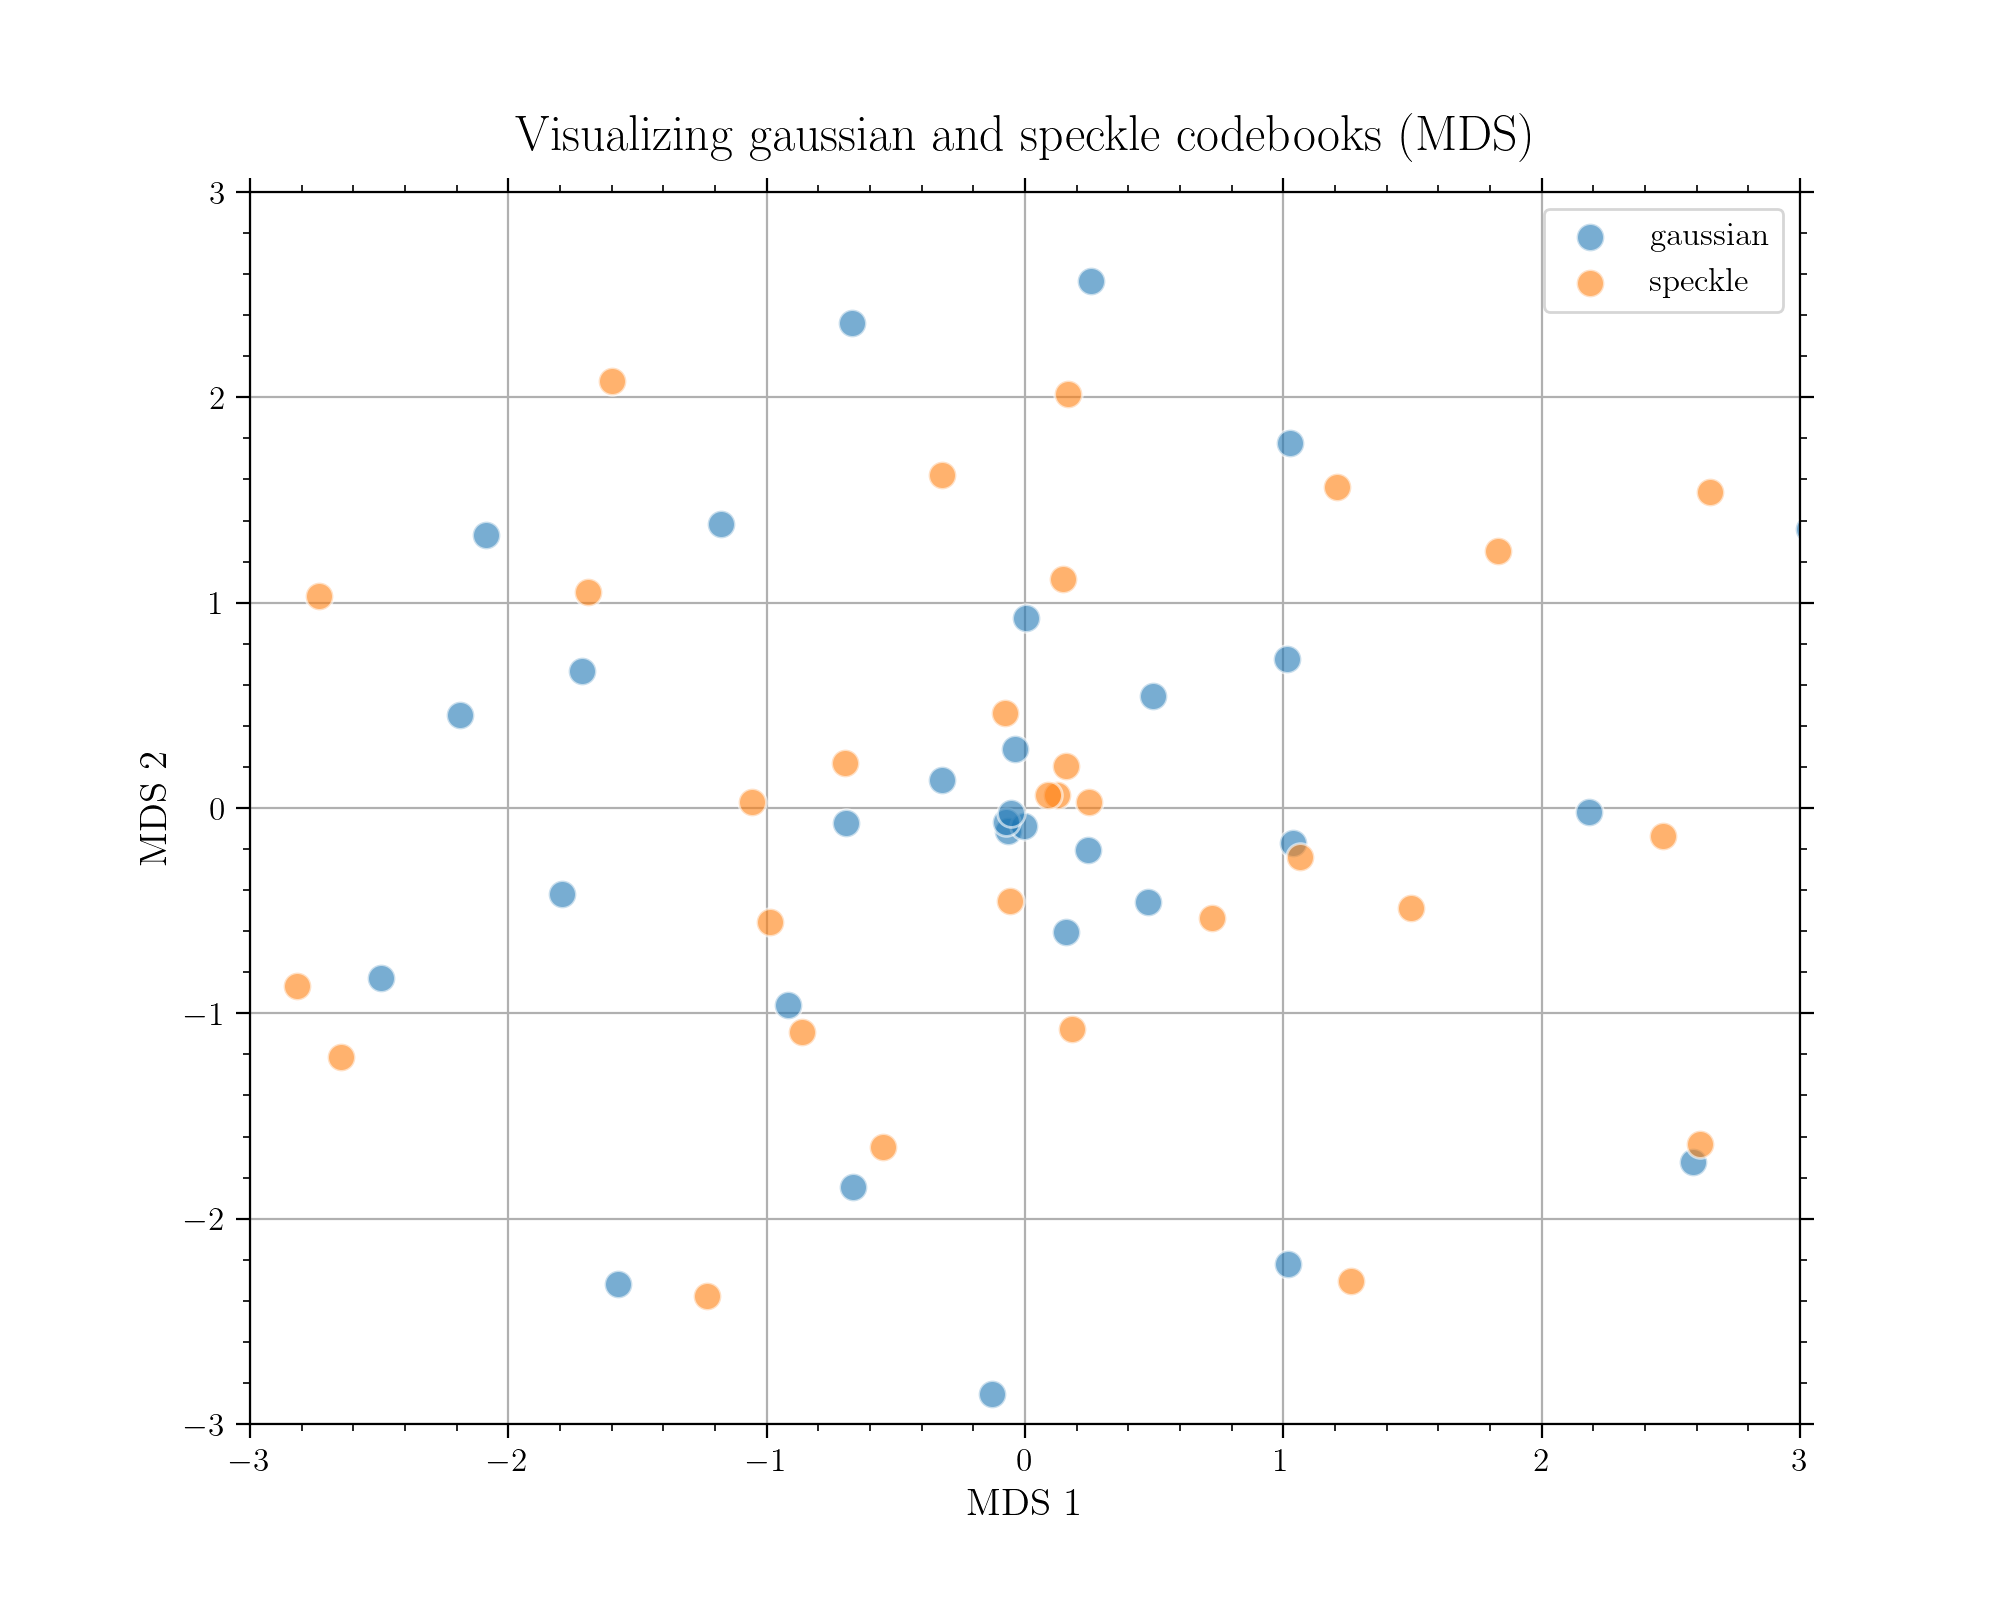 Visualizing gaussian and speckle codebooks (MDS)
gaussian
speckle
3
2
1
0
−1
−2
−3
MDS 2
−3
−2
−1
0
1
2
3
MDS 1